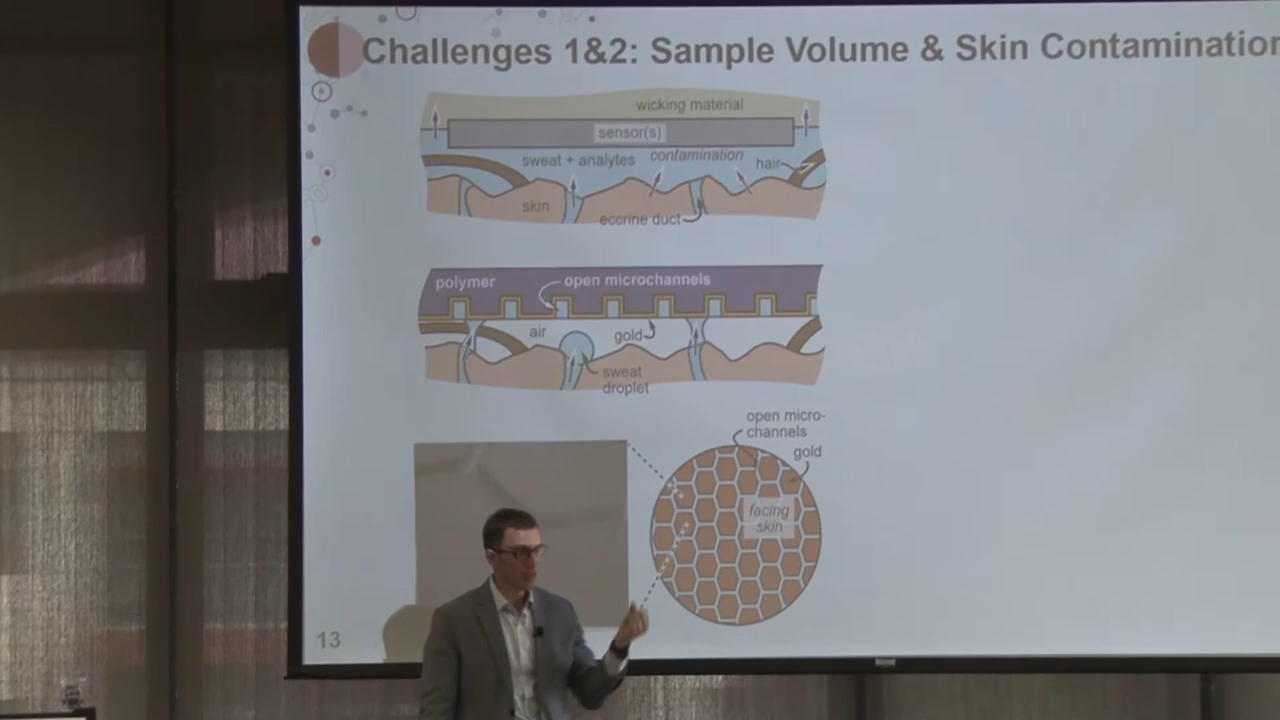 Challenges 1&2: Sample Volume & Skin Contamination
wicking material
sensor(s)
sweat + analytes
contamination
hair
skin
eccrine duct
polymer
open microchannels
air
gold
sweat
droplet
open micro-
channels
gold
facing
skin
13